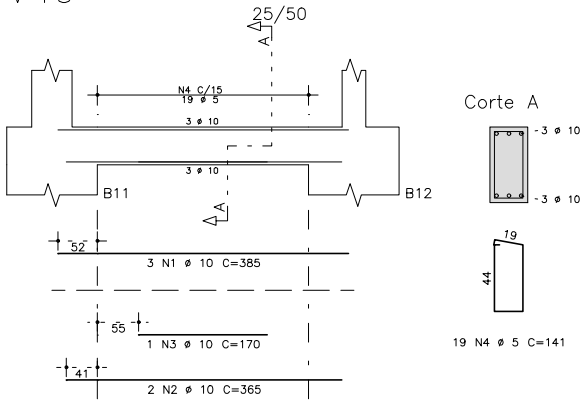 25/50
A
N4 C/15
19 ø 5
3 ø 10
3 ø 10
A
B11
B12
52
3 N1 ø 10 C=385
55
1 N3 ø 10 C=170
41
2 N2 ø 10 C=365
Corte A
3 ø 10
3 ø 10
19
44
19 N4 ø 5 C=141